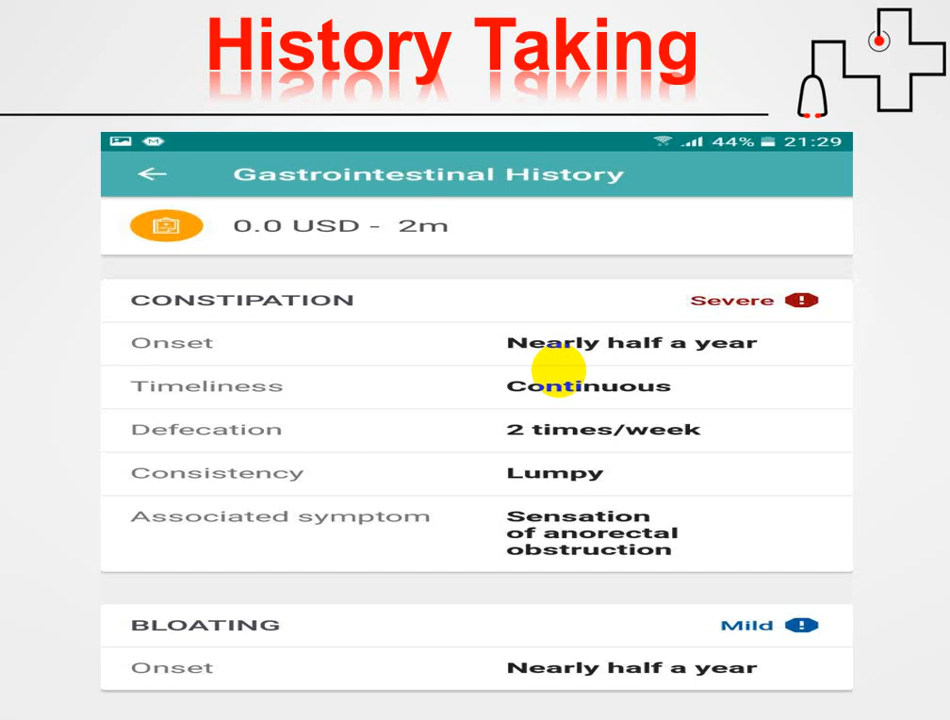 History Taking
44% 21:29
Gastrointestinal History
0.0 USD - 2m
CONSTIPATION Severe
Onset Nearly half a year
Timeliness Continuous
Defecation 2 times/week
Consistency Lumpy
Associated symptom Sensation
of anorectal
obstruction
BLOATING Mild
Onset Nearly half a year